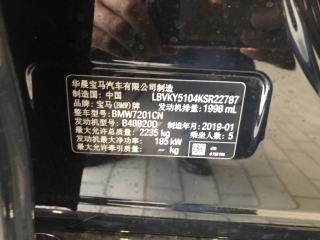 华晨宝马汽车有限公司制造
制造国：中国 LBVKY5104KSR22787
品牌：宝马(BMW)牌 发动机排量：1998 mL
整车型号：BMW7201CN
发动机型号：B48B20D 制造年月：2019-01
最大允许总质量：2235 kg 乘坐人数：5
发动机最大净功率：185 kW
最大允许牵引质量：-- kg